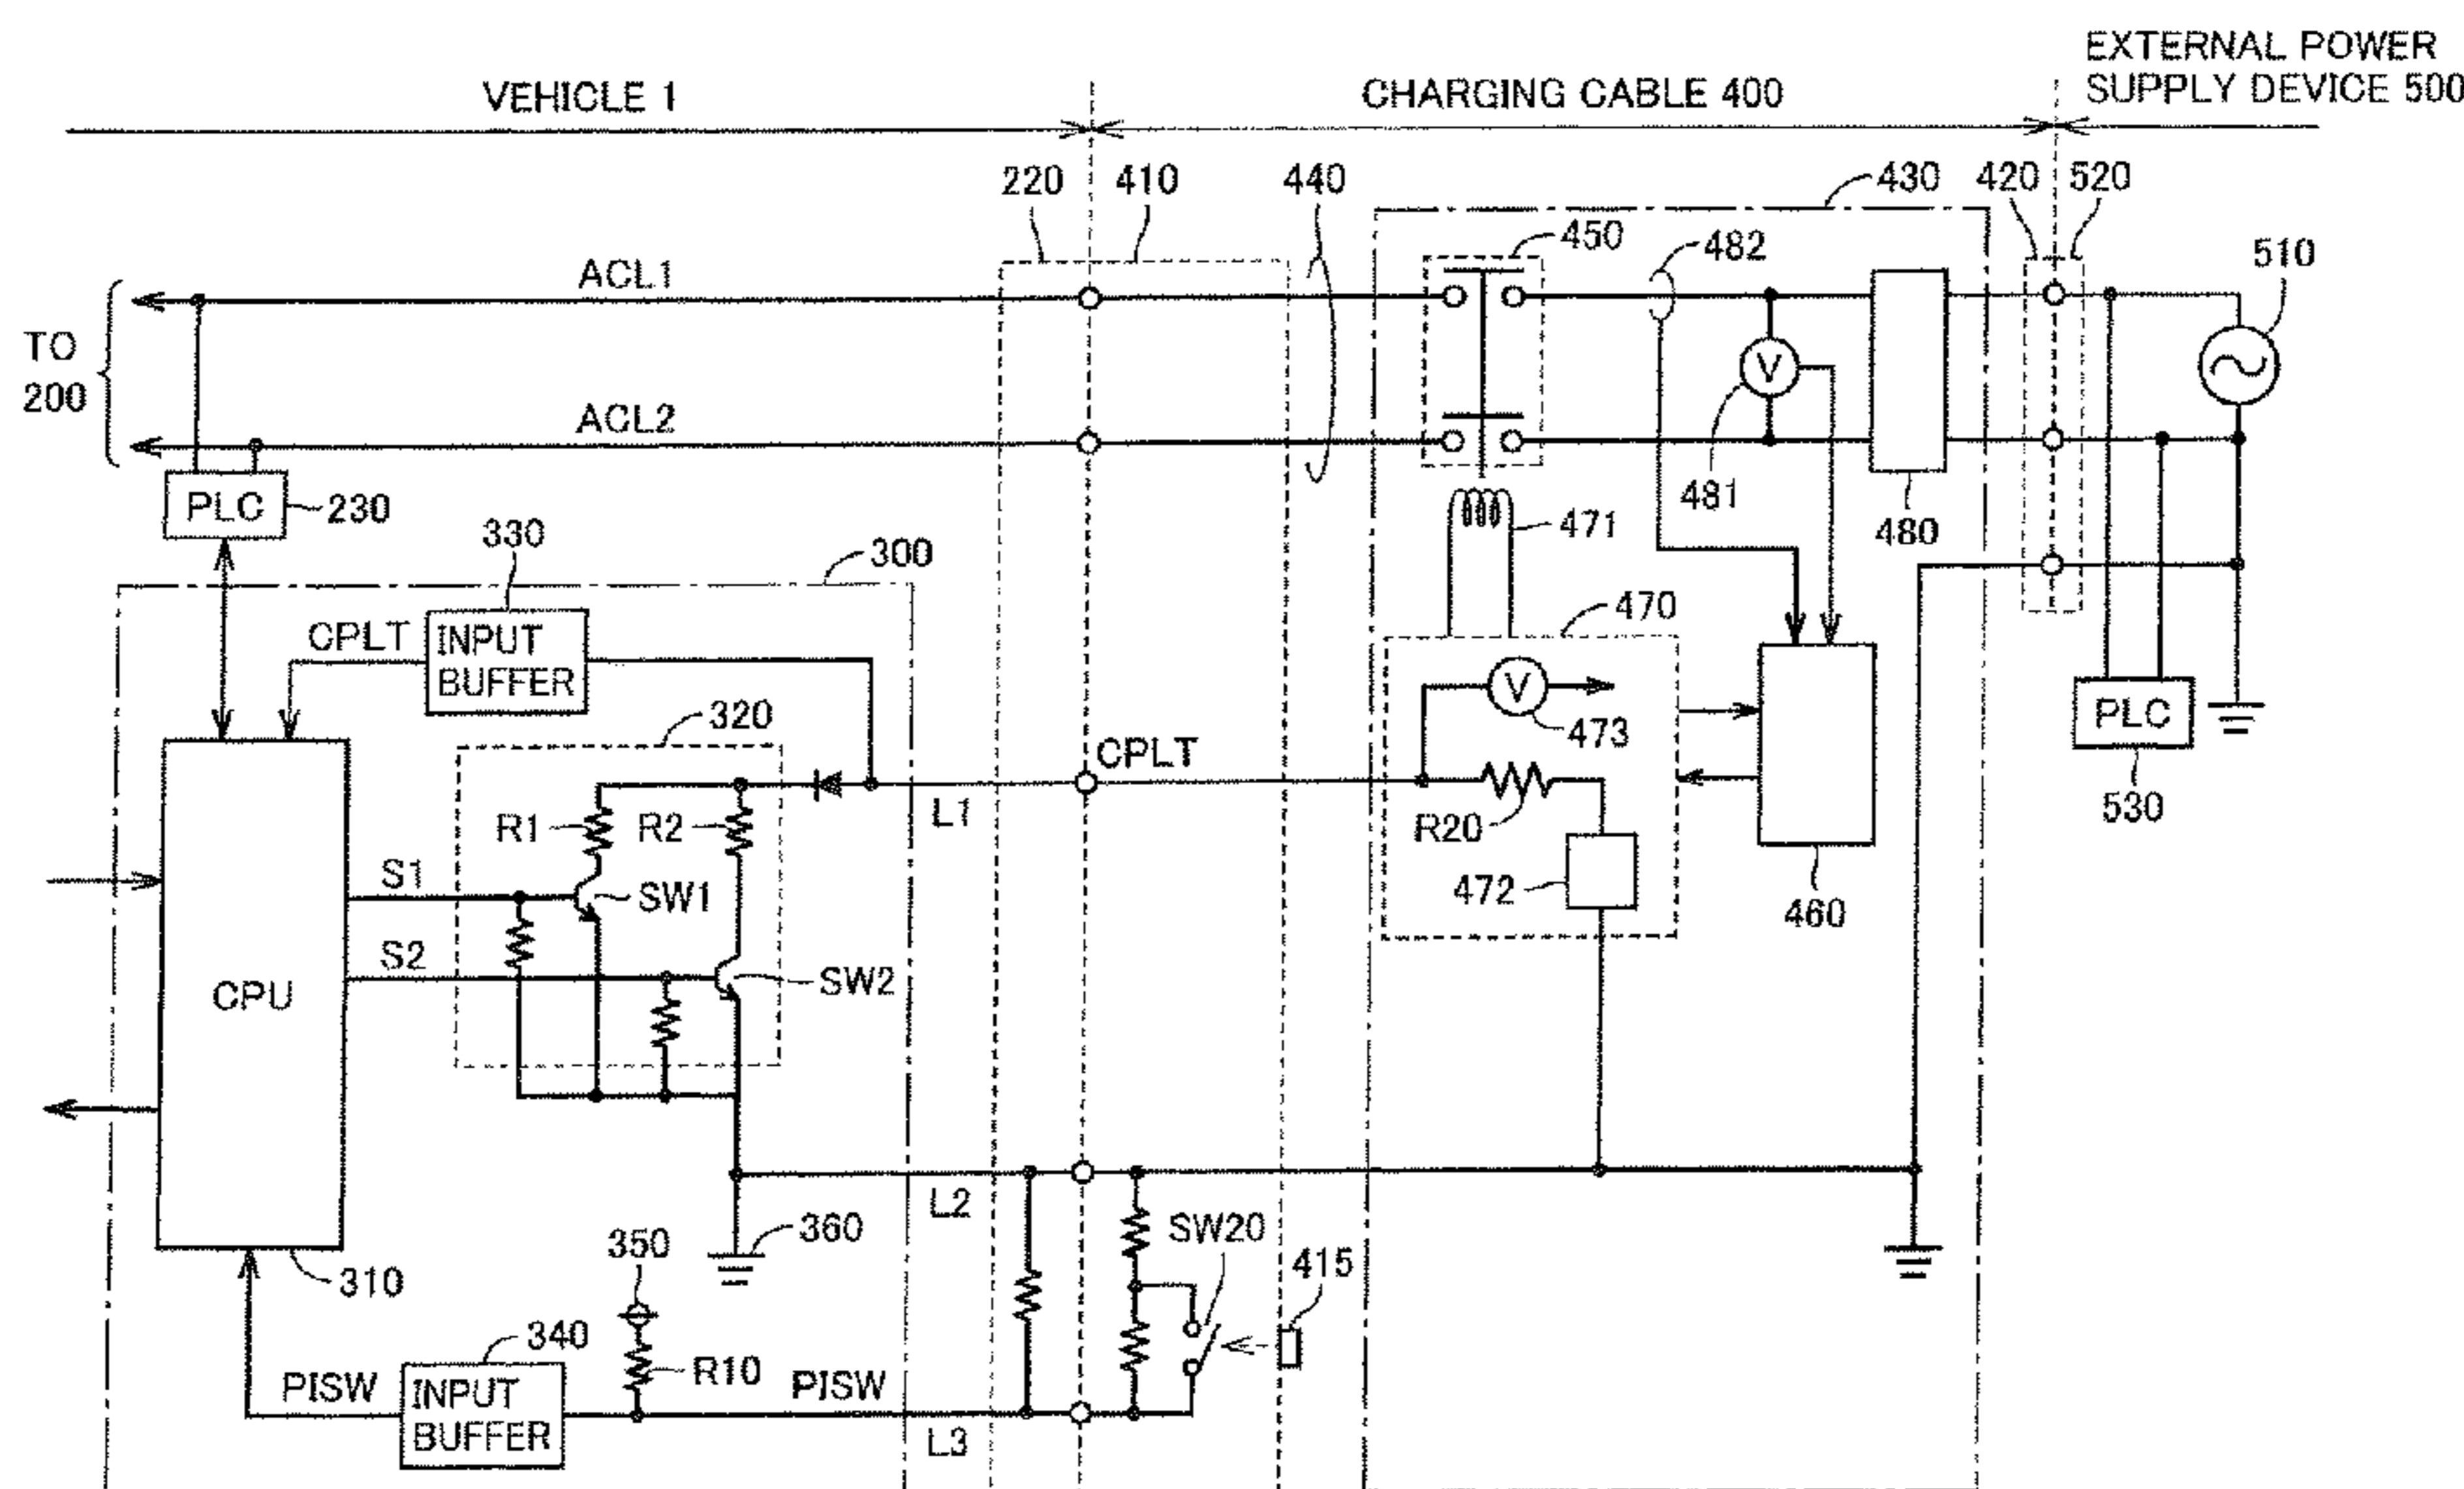 EXTERNAL POWER
VEHICLE 1
CHARGING CABLE 400
SUPPLY DEVICE 500
220
410
440
430
420
520
450
482
510
ACL1
TO
200
ACL2
V
481
480
PLC
230
330
471
300
470
CPLT
INPUT
BUFFER
320
V
473
PLC
CPLT
530
R1
R2
L1
R20
S1
SW1
472
460
S2
SW2
CPU
L2
SW20
350
360
415
310
340
R10
PISW
INPUT
BUFFER
PISW
L3